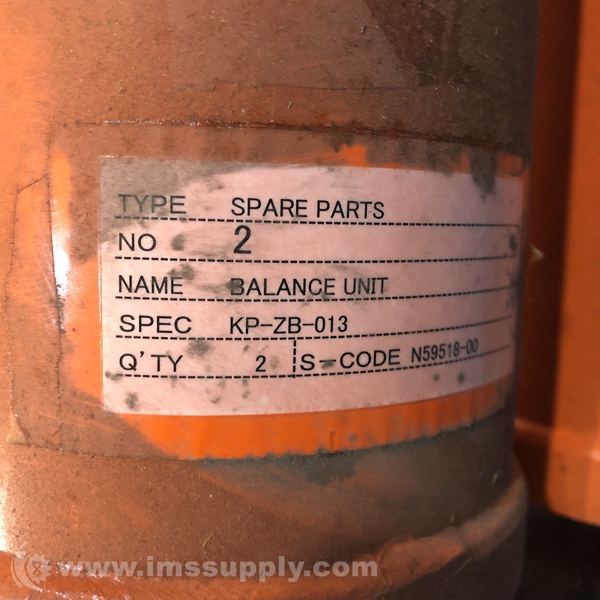 TYPE SPARE PARTS
NO 2
NAME BALANCE UNIT
SPEC KP-ZB-013
Q'TY 2 S-CODE N59518-00
www.imssupply.com